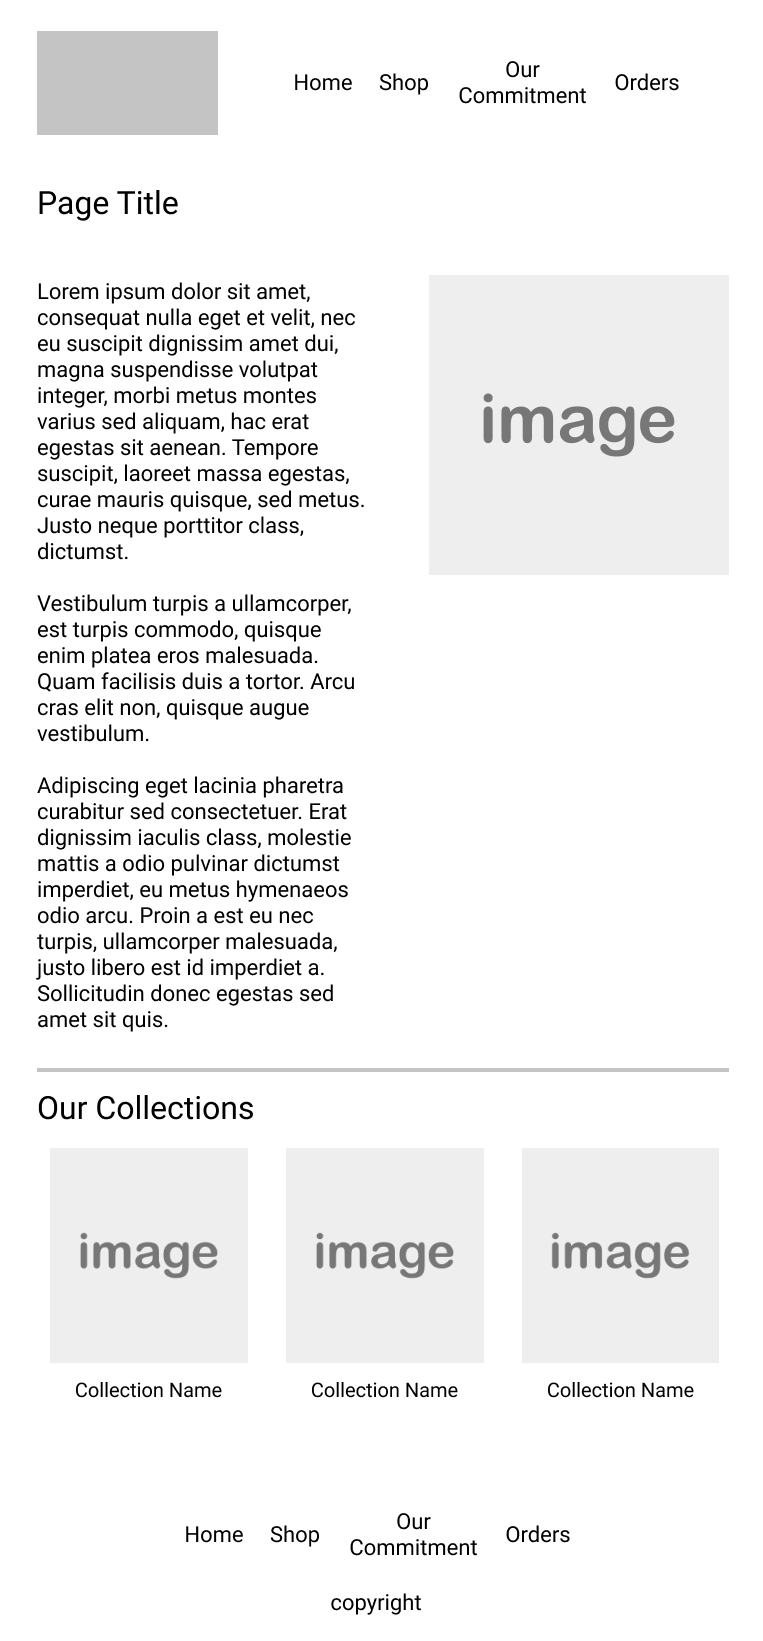 Home Shop Our Commitment Orders
Page Title
Lorem ipsum dolor sit amet,
consequat nulla eget et velit, nec
eu suscipit dignissim amet dui,
magna suspendisse volutpat
integer, morbi metus montes
varius sed aliquam, hac erat
egestas sit aenean. Tempore
suscipit, laoreet massa egestas,
curae mauris quisque, sed metus.
Justo neque porttitor class,
dictumst.
Vestibulum turpis a ullamcorper,
est turpis commodo, quisque
enim platea eros malesuada.
Quam facilisis duis a tortor. Arcu
cras elit non, quisque augue
vestibulum.
Adipiscing eget lacinia pharetra
curabitur sed consectetuer. Erat
dignissim iaculis class, molestie
mattis a odio pulvinar dictumst
imperdiet, eu metus hymenaeos
odio arcu. Proin a est eu nec
turpis, ullamcorper malesuada,
justo libero est id imperdiet a.
Sollicitudin donec egestas sed
amet sit quis.
image
Our Collections
image image image
Collection Name Collection Name Collection Name
Home Shop Our Commitment Orders
copyright